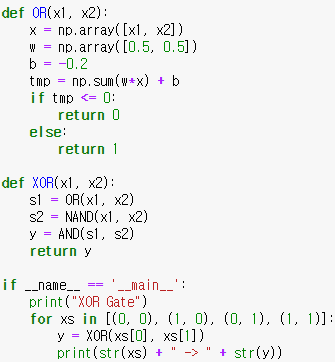 def OR(x1, x2):
    x = np.array([x1, x2])
    w = np.array([0.5, 0.5])
    b = -0.2
    tmp = np.sum(w*x) + b
    if tmp <= 0:
        return 0
    else:
        return 1

def XOR(x1, x2):
    s1 = OR(x1, x2)
    s2 = NAND(x1, x2)
    y = AND(s1, s2)
    return y

if __name__ == '__main__':
    print("XOR Gate")
    for xs in [(0, 0), (1, 0), (0, 1), (1, 1)]:
        y = XOR(xs[0], xs[1])
        print(str(xs) + " -> " + str(y))